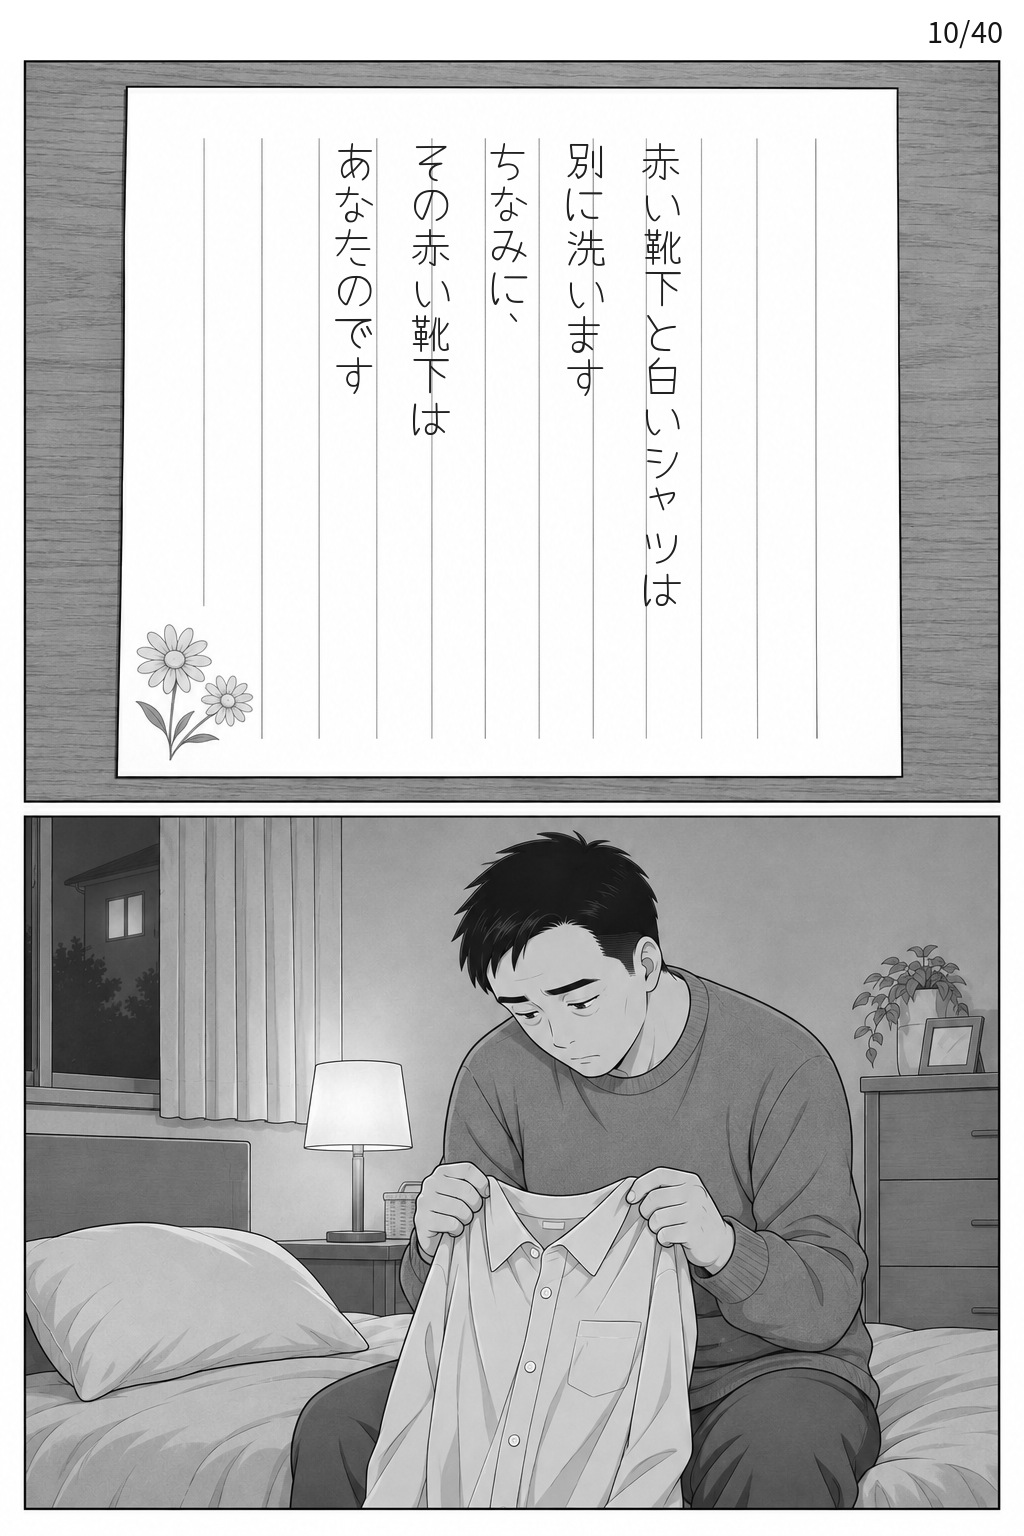 10/40
赤い靴下と白いシャツは
別に洗います
ちなみに、
その赤い靴下は
あなたのです